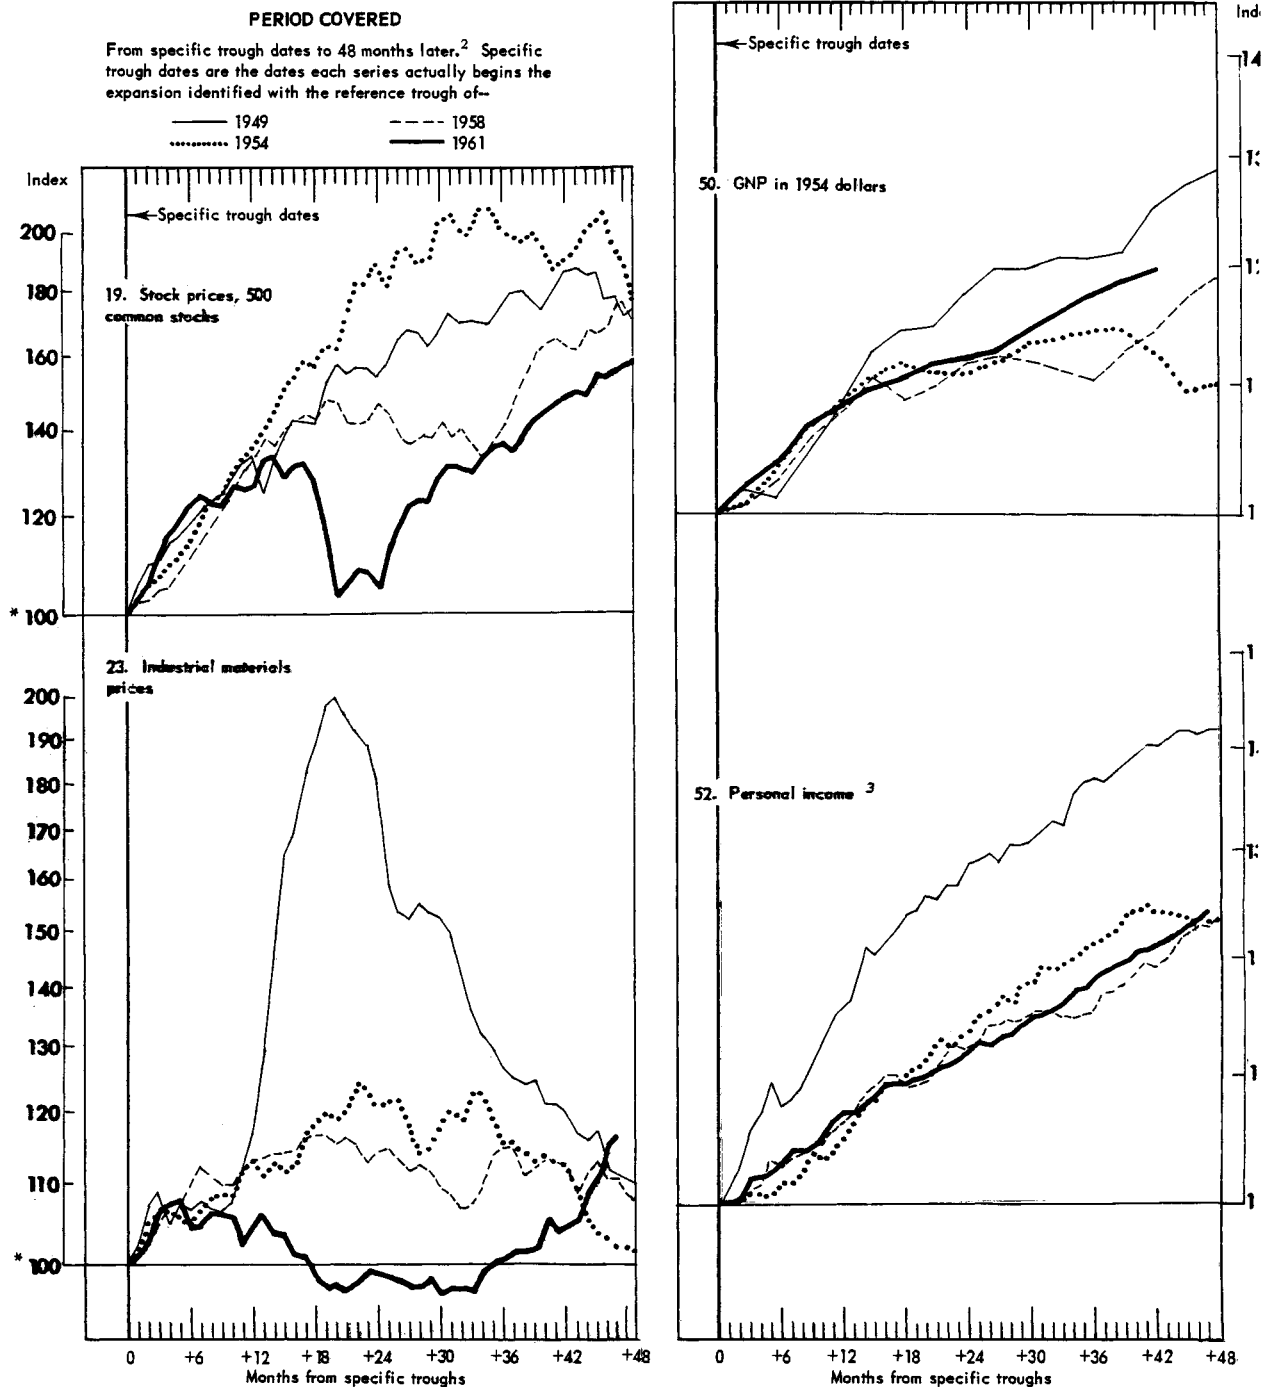 PERIOD COVERED
From specific trough dates to 48 months later.² Specific
trough dates are the dates each series actually begins the
expansion identified with the reference trough of--
1949
1958
1954
1961
Index
Specific trough dates
200
19. Stock prices, 500
common stocks
180
160
140
120
* 100
23. Industrial materials
prices
200
190
180
170
160
150
140
130
120
110
* 100
0 +6 +12 +18 +24 +30 +36 +42 +48
Months from specific troughs
Specific trough dates
50. GNP in 1954 dollars
52. Personal income ³
0 +6 +12 +18 +24 +30 +36 +42 +48
Months from specific troughs